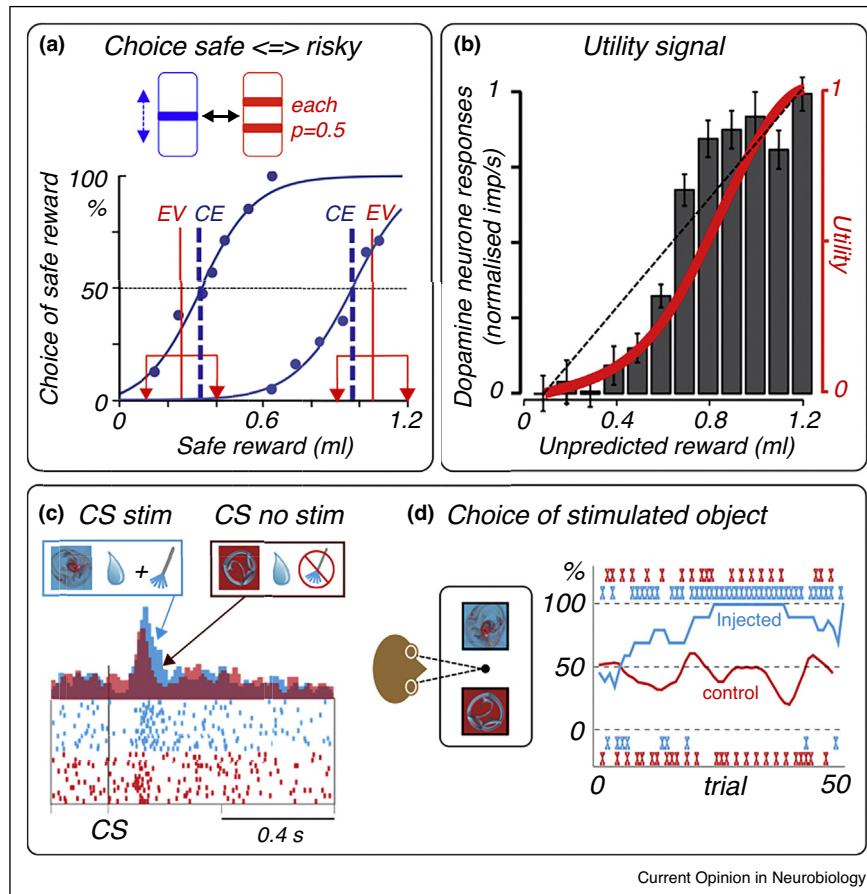 (a) Choice safe <=> risky
each
p=0.5
100
%
50
0
EV CE
CE EV
Choice of safe reward
0 0.6 1.2
Safe reward (ml)
(b) Utility signal
1
0
Dopamine neurone responses
(normalised imp/s)
1
Utility
0
0 0.4 0.8 1.2
Unpredicted reward (ml)
(c) CS stim CS no stim
+
CS
0.4 s
(d) Choice of stimulated object
%
100
50
0
Injected
control
0 trial 50
Current Opinion in Neurobiology